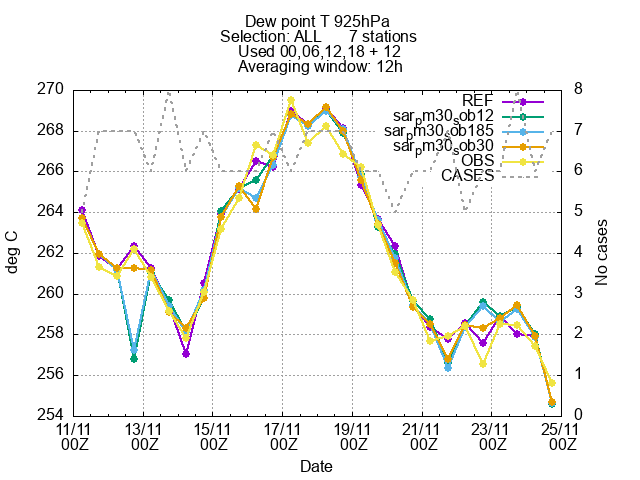 Dew point T 925hPa
Selection: ALL 7 stations
Used 00,06,12,18 + 12
Averaging window: 12h
270
268
266
264
262
260
258
256
254
8
7
6
5
4
3
2
1
0
REF
sarpm30sob12
sarpm30sob185
sarpm30sob30
OBS
CASES
deg C
No cases
11/11 13/11 15/11 17/11 19/11 21/11 23/11 25/11
00Z 00Z 00Z 00Z 00Z 00Z 00Z 00Z
Date